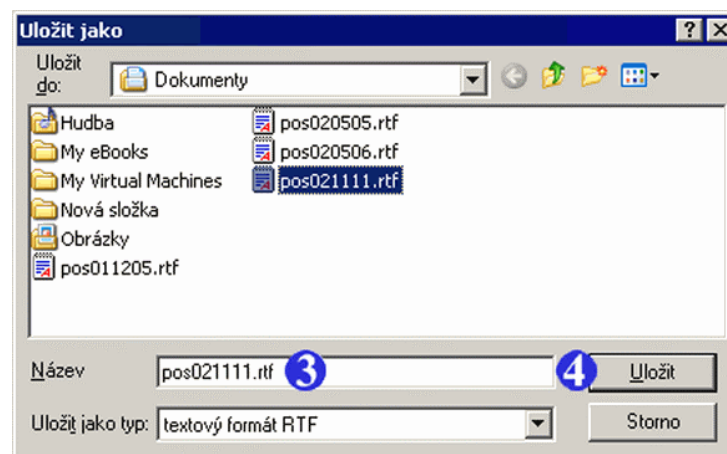 Uložit jako
Uložit do:
Dokumenty
Hudba
My eBooks
My Virtual Machines
Nová složka
Obrázky
pos011205.rtf
pos020505.rtf
pos020506.rtf
pos021111.rtf
Název
pos021111.rtf 3
4 Uložit
Uložit jako typ:
textový formát RTF
Storno